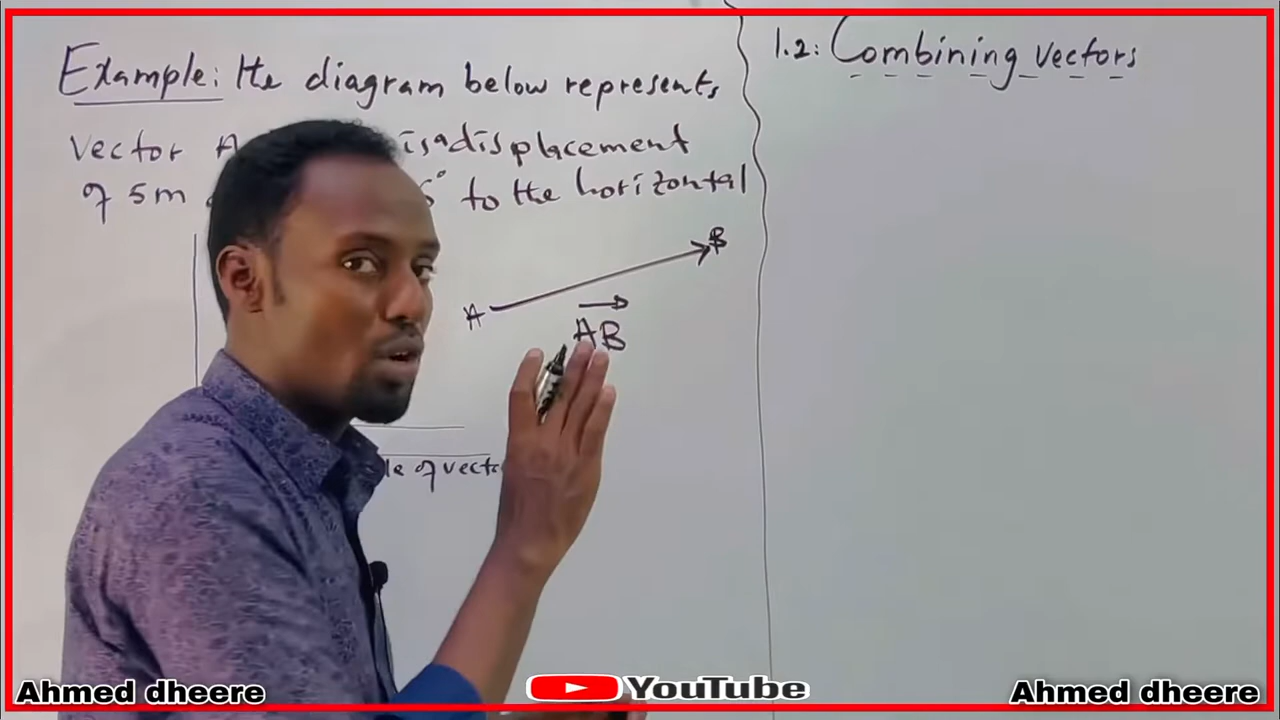 Example: the diagram below represents
vector A is a displacement
of 5m to the horizontal
B
A
AB
of vect
1.2: Combining vectors
Ahmed dheere
YouTube
Ahmed dheere